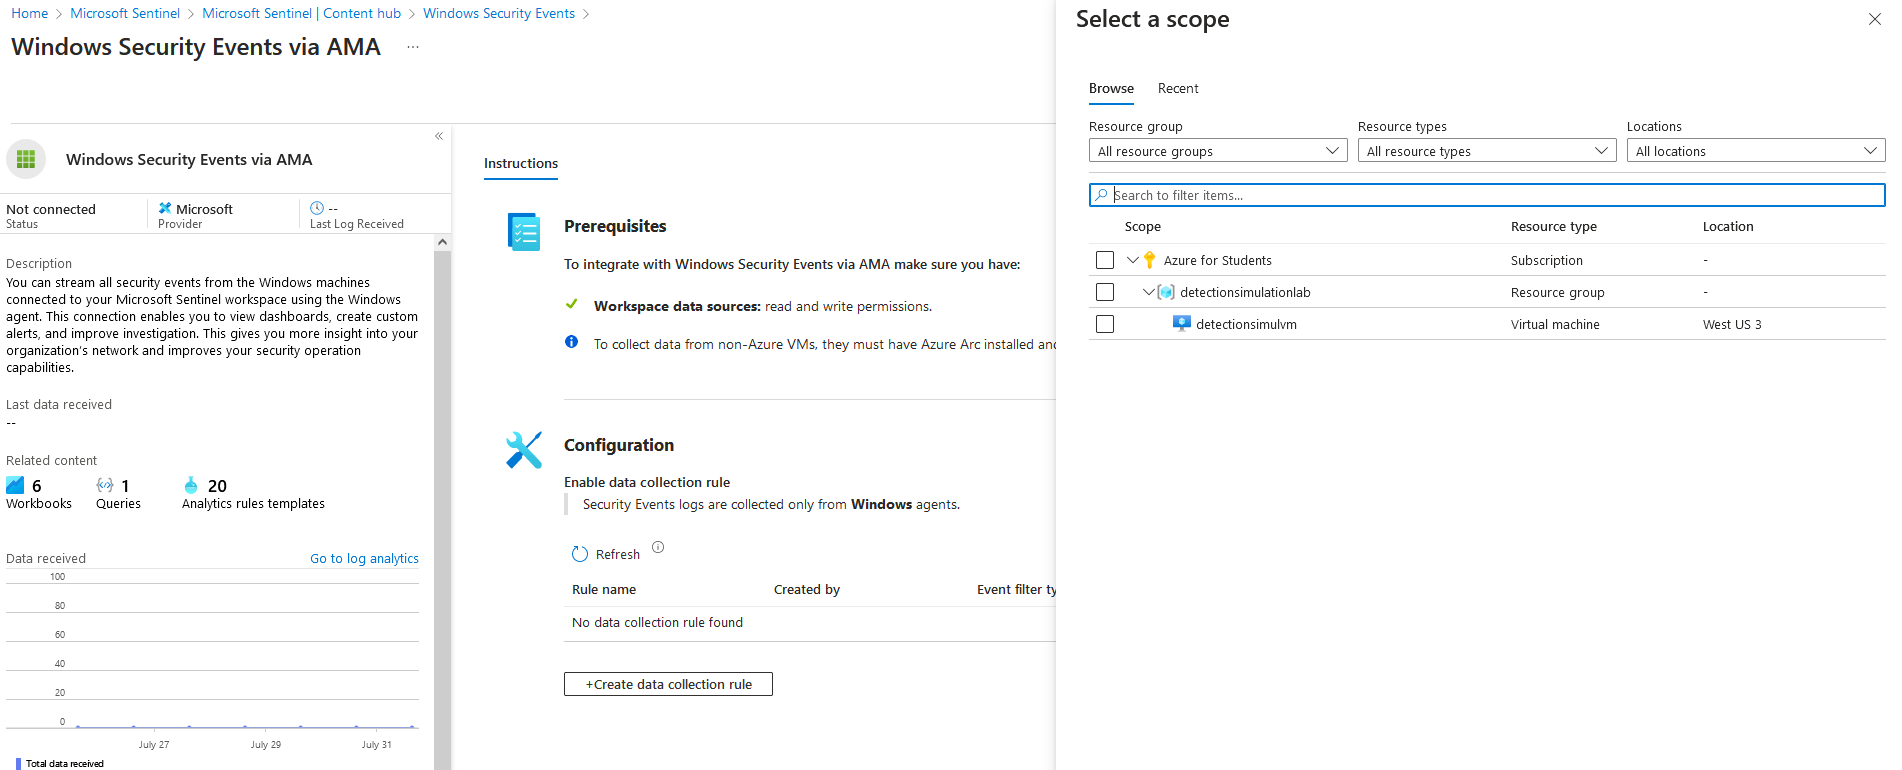 Home > Microsoft Sentinel > Microsoft Sentinel | Content hub > Windows Security Events >
Windows Security Events via AMA ...
Windows Security Events via AMA
Not connected
Status
Microsoft
Provider
--
Last Log Received
Description
You can stream all security events from the Windows machines
connected to your Microsoft Sentinel workspace using the Windows
agent. This connection enables you to view dashboards, create custom
alerts, and improve investigation. This gives you more insight into your
organization's network and improves your security operation
capabilities.
Last data received
--
Related content
6
Workbooks
1
Queries
20
Analytics rules templates
Data received
Go to log analytics
100
80
60
40
20
0
July 27
July 29
July 31
Total data received
Instructions
Prerequisites
To integrate with Windows Security Events via AMA make sure you have:
Workspace data sources: read and write permissions.
To collect data from non-Azure VMs, they must have Azure Arc installed and
Configuration
Enable data collection rule
Security Events logs are collected only from Windows agents.
Refresh
Rule name Created by Event filter ty
No data collection rule found
+Create data collection rule
Select a scope
Browse Recent
Resource group Resource types Locations
All resource groups All resource types All locations
Search to filter items...
Scope Resource type Location
Azure for Students Subscription -
detectionsimulationlab Resource group -
detectionsimulvm Virtual machine West US 3